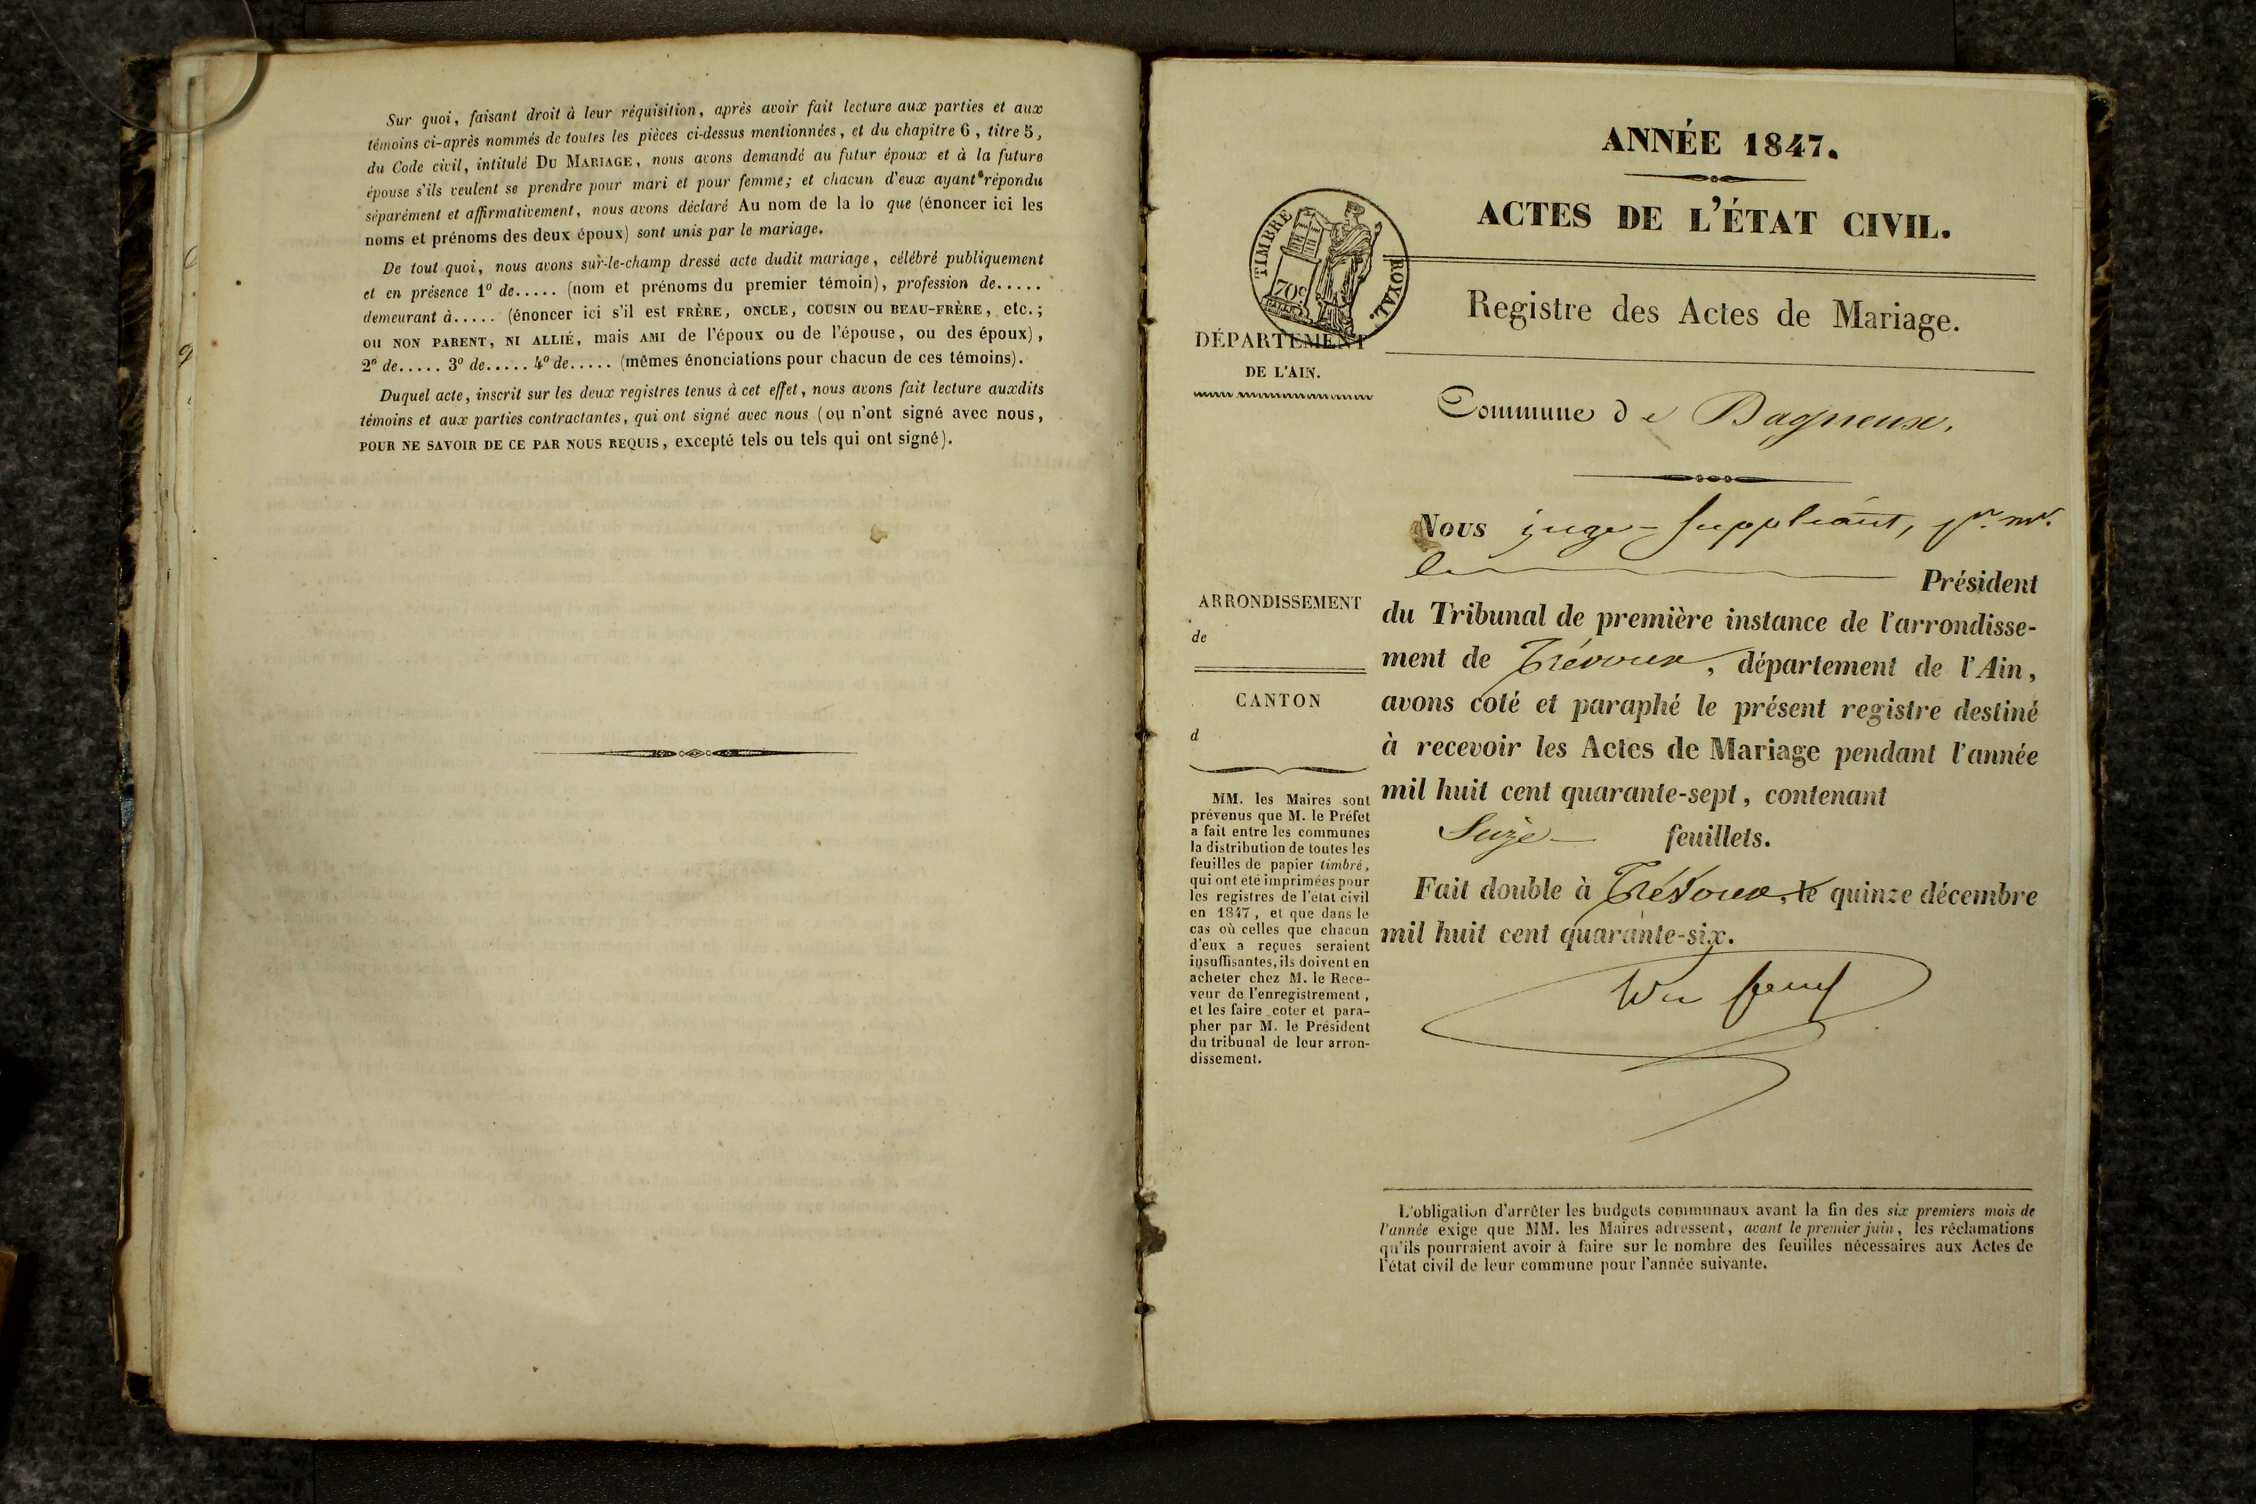 Sur quoi, faisant droit à leur réquisition, après avoir fait lecture aux parties et aux
témoins ci-après nommés de toutes les pièces ci-dessus mentionnées, et du chapitre 6, titre 5,
du Code civil, intitulé DU MARIAGE, nous avons demandé au futur époux et à la future
épouse s'ils veulent se prendre pour mari et pour femme; et chacun d'eux ayant répondu
séparément et affirmativement, nous avons déclaré Au nom de la lo que (énoncer ici les
noms et prénoms des deux époux) sont unis par le mariage.
De tout quoi, nous avons sur-le-champ dressé acte dudit mariage, célébré publiquement
et en présence 1º de..... (nom et prénoms du premier témoin), profession de.....
demeurant à..... (énoncer ici s'il est FRÈRE, ONCLE, COUSIN OU BEAU-FRÈRE, etc.;
OU NON PARENT, NI ALLIÉ, mais AMI de l'époux ou de l'épouse, ou des époux),
2º de..... 3º de..... 4º de..... (mêmes énonciations pour chacun de ces témoins).
Duquel acte, inscrit sur les deux registres tenus à cet effet, nous avons fait lecture auxdits
témoins et aux parties contractantes, qui ont signé avec nous (ou n'ont signé avec nous,
POUR NE SAVOIR DE CE PAR NOUS REQUIS, excepté tels ou tels qui ont signé).
ANNÉE 1847.
ACTES DE L'ÉTAT CIVIL.
TIMBRE ROYAL.
70c
Registre des Actes de Mariage.
DÉPARTEMENT
DE L'AIN.
Commune de Bagneux.
Nous juge-suppléant, pr. mr.
le Président
du Tribunal de première instance de l'arrondisse-
ment de Trévoux, département de l'Ain,
avons coté et paraphé le présent registre destiné
à recevoir les Actes de Mariage pendant l'année
mil huit cent quarante-sept, contenant
Seize feuillets.
Fait double à Trévoux, le quinze décembre
mil huit cent quarante-six.
ARRONDISSEMENT
de
CANTON
d
MM. les Maires sont
prévenus que M. le Préfet
a fait entre les communes
la distribution de toutes les
feuilles de papier timbré,
qui ont été imprimées pour
les registres de l'état civil
en 1847, et que dans le
cas où celles que chacun
d'eux a reçues seraient
insuffisantes, ils doivent en
acheter chez M. le Rece-
veur de l'enregistrement,
et les faire coter et para-
pher par M. le Président
du tribunal de leur arron-
dissement.
L'obligation d'arrêter les budgets communaux avant la fin des six premiers mois de
l'année exige que MM. les Maires adressent, avant le premier juin, les réclamations
qu'ils pourraient avoir à faire sur le nombre des feuilles nécessaires aux Actes de
l'état civil de leur commune pour l'année suivante.